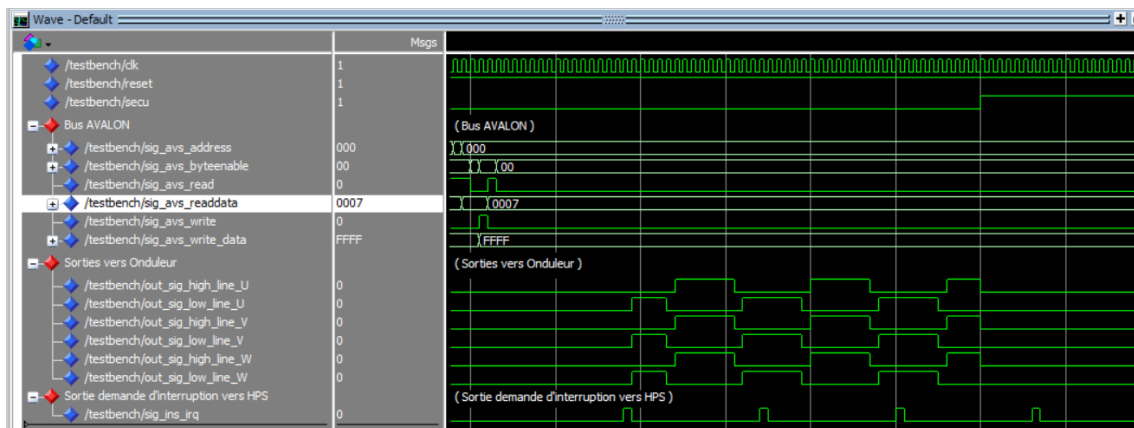 Wave - Default
Msgs
/testbench/clk 1
/testbench/reset 1
/testbench/secu 1
Bus AVALON (Bus AVALON )
/testbench/sig_avs_address 000 000
/testbench/sig_avs_byteenable 00 00
/testbench/sig_avs_read 0
/testbench/sig_avs_readdata 0007 0007
/testbench/sig_avs_write 0
/testbench/sig_avs_write_data FFFF FFFF
Sorties vers Onduleur (Sorties vers Onduleur )
/testbench/out_sig_high_line_U 0
/testbench/out_sig_low_line_U 0
/testbench/out_sig_high_line_V 0
/testbench/out_sig_low_line_V 0
/testbench/out_sig_high_line_W 0
/testbench/out_sig_low_line_W 0
Sortie demande d'interruption vers HPS (Sortie demande d'interruption vers HPS )
/testbench/sig_ins_irq 0